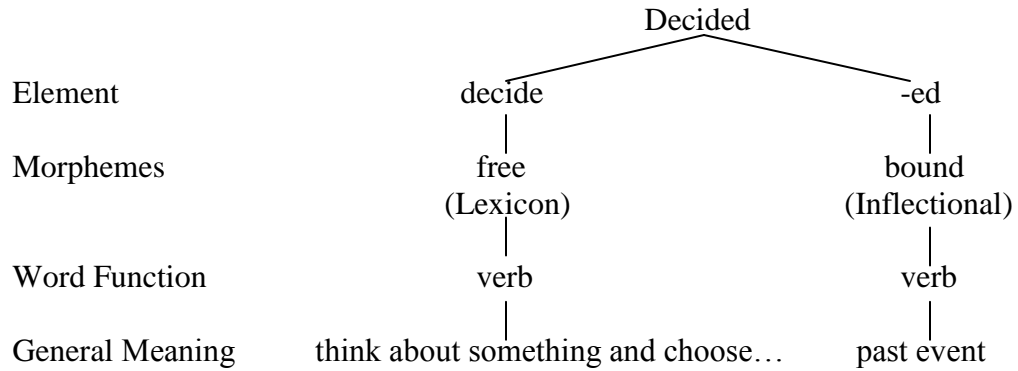 Decided
Element decide -ed
Morphemes free bound
(Lexicon) (Inflectional)
Word Function verb verb
General Meaning think about something and choose… past event